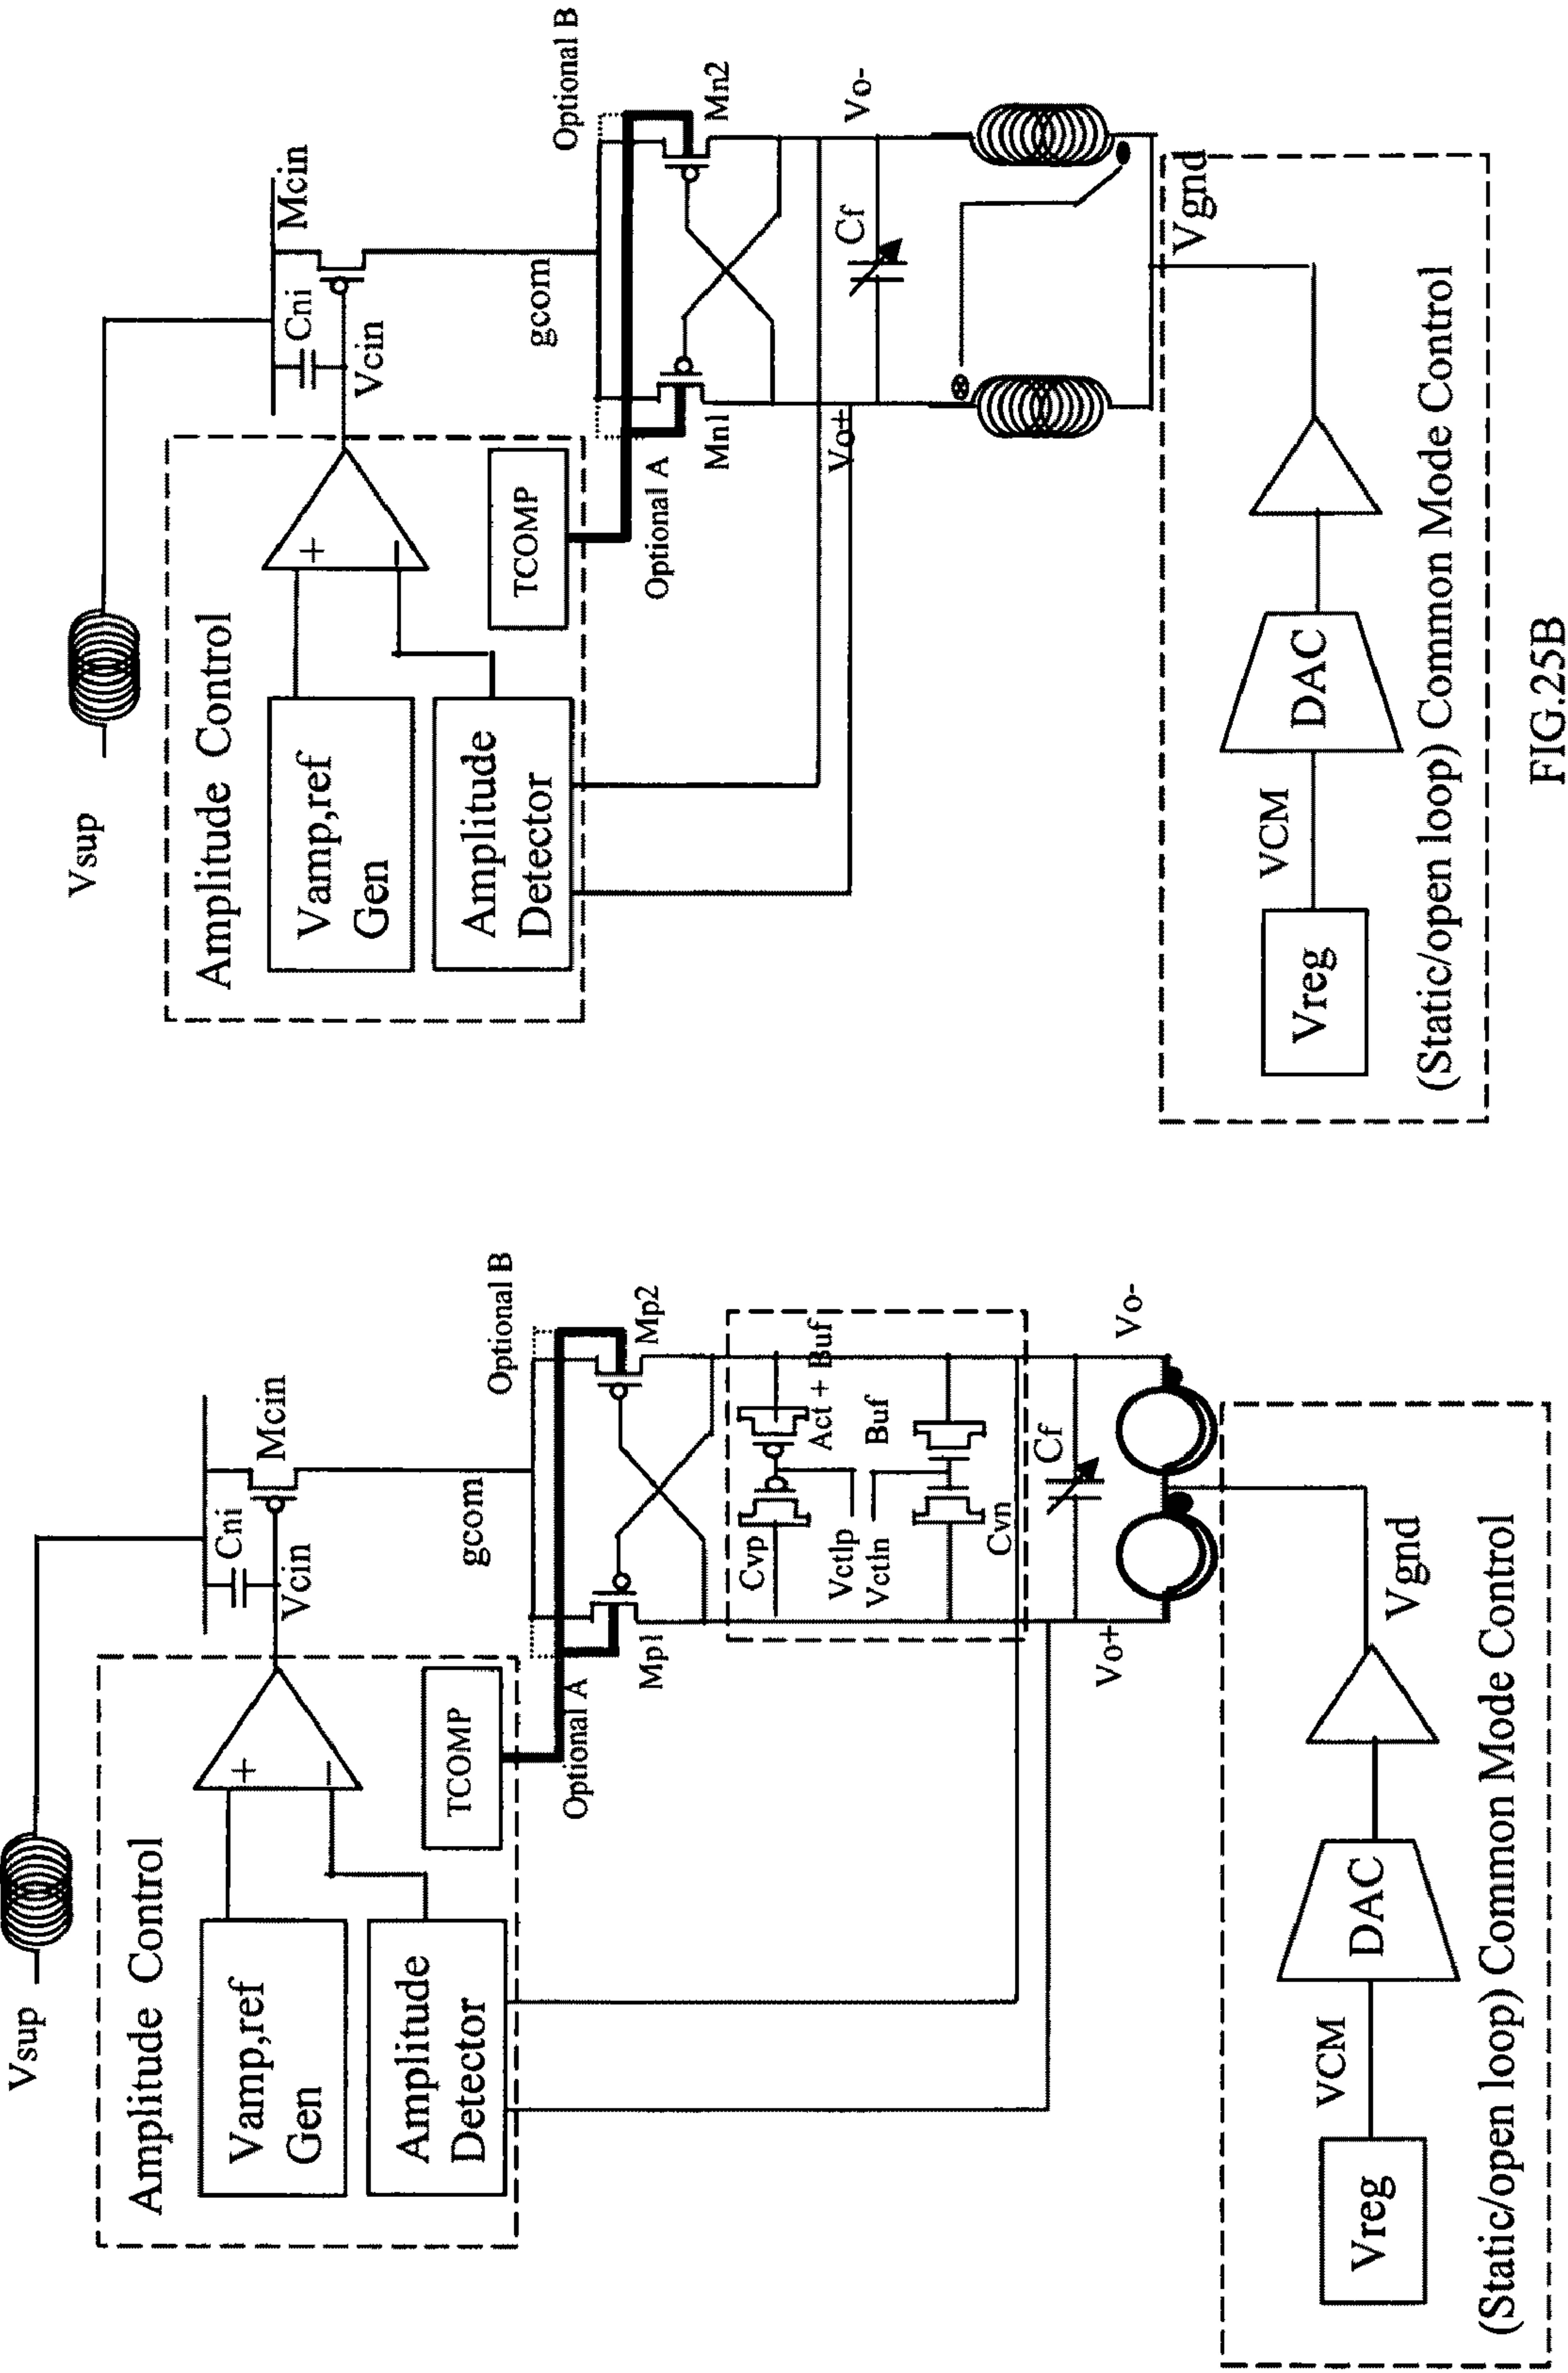 Vsup
Amplitude Control
Vamp,ref
Gen
Amplitude
Detector
+
−
TCOMP
Cni
Vcin
Mcin
gcom
Optional A
Optional B
Mp1
Mp2
Cvp
Act + Buf
Vctlp
Vctln
Buf
Cvn
Cf
Vo+
Vo-
Vgnd
Vreg
VCM
DAC
(Static/open loop) Common Mode Control
Vsup
Amplitude Control
Vamp,ref
Gen
Amplitude
Detector
+
−
TCOMP
Cni
Vcin
Mcin
gcom
Optional A
Optional B
Mn1
Mn2
Cf
Vo+
Vo-
Vgnd
Vreg
VCM
DAC
(Static/open loop) Common Mode Control
FIG.25B